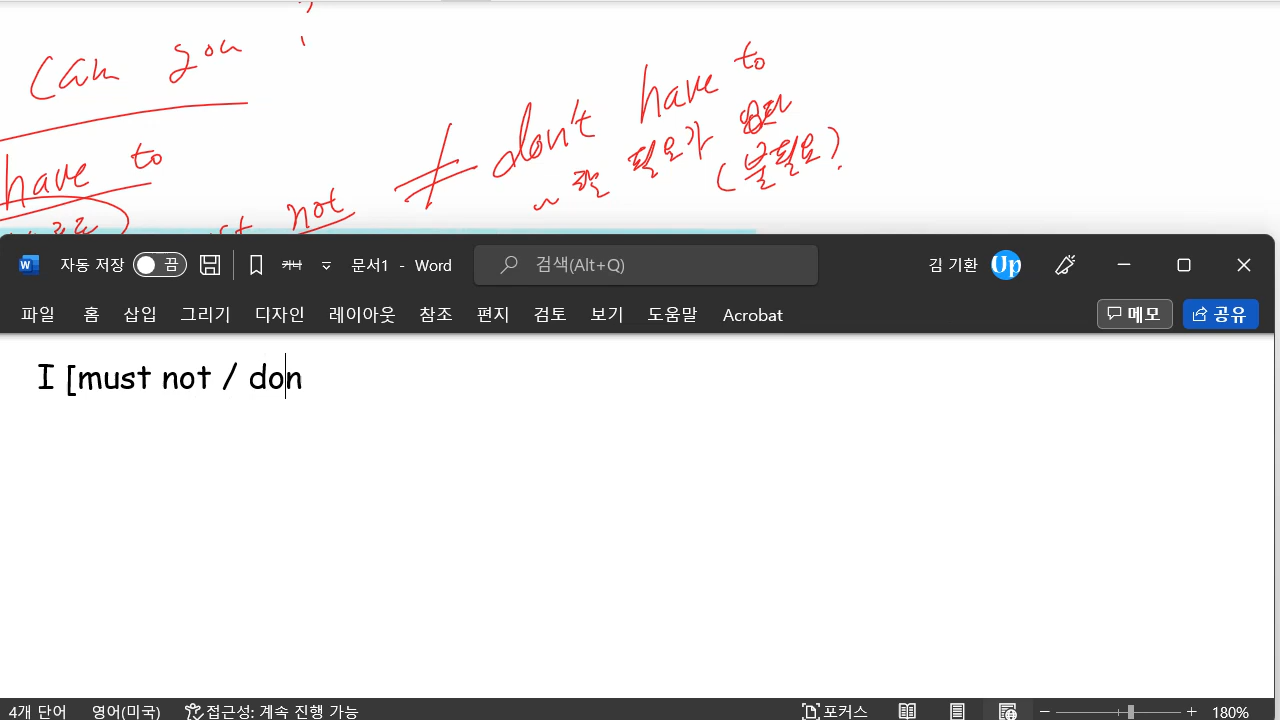 Can you ?
have to
not ≠ don't have to
~ 할 필요가 없다
(불필요)
자동 저장 끔 가나 문서1 - Word 검색(Alt+Q) 김 기환 Up
파일 홈 삽입 그리기 디자인 레이아웃 참조 편지 검토 보기 도움말 Acrobat 메모 공유
I [must not / don
4개 단어 영어(미국) 접근성: 계속 진행 가능 포커스 - + 180%